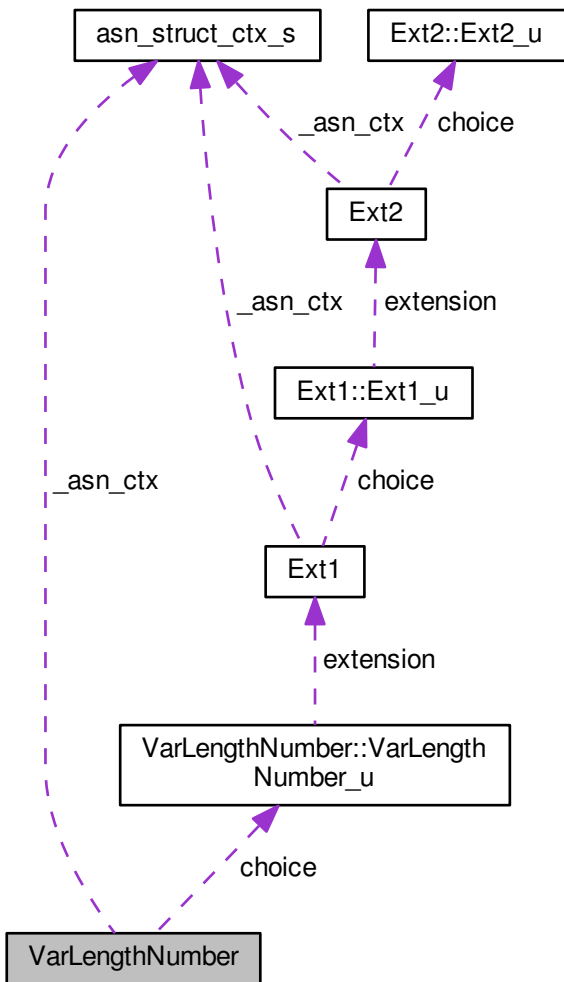 asn_struct_ctx_s
Ext2::Ext2_u
_asn_ctx
choice
Ext2
_asn_ctx
extension
Ext1::Ext1_u
_asn_ctx
choice
Ext1
extension
VarLengthNumber::VarLength
Number_u
choice
VarLengthNumber